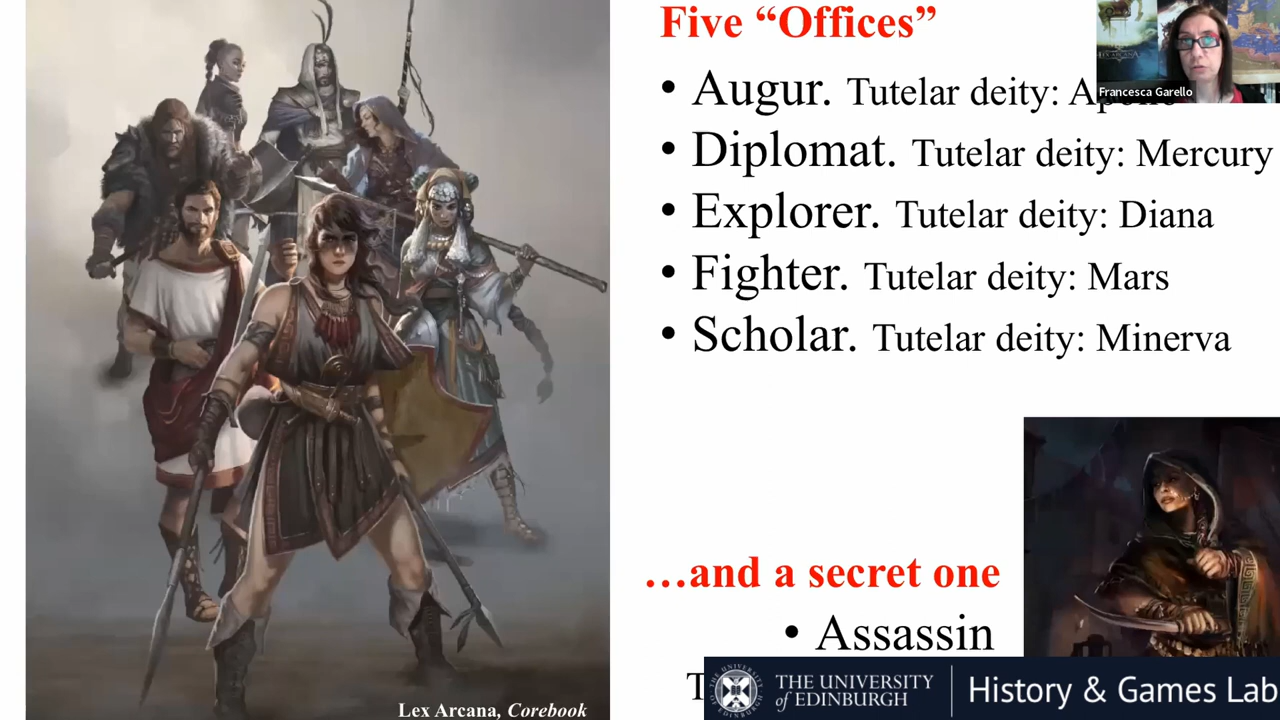 Five “Offices”
• Augur. Tutelar deity:
Francesca Garello
• Diplomat. Tutelar deity: Mercury
• Explorer. Tutelar deity: Diana
• Fighter. Tutelar deity: Mars
• Scholar. Tutelar deity: Minerva
…and a secret one
• Assassin
THE UNIVERSITY
of EDINBURGH
History & Games Lab
Lex Arcana, Corebook